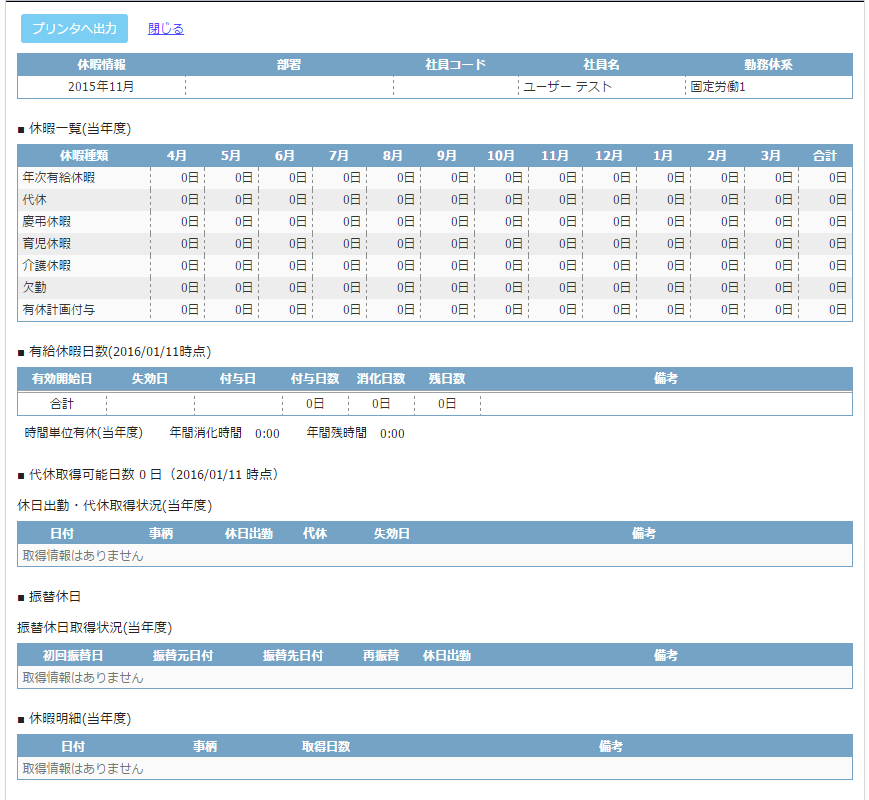 プリンタへ出力 閉じる
休暇情報 部署 社員コード 社員名 勤務体系
2015年11月 ユーザー テスト 固定労働1
■ 休暇一覧(当年度)
休暇種類 4月 5月 6月 7月 8月 9月 10月 11月 12月 1月 2月 3月 合計
年次有給休暇 0日 0日 0日 0日 0日 0日 0日 0日 0日 0日 0日 0日 0日
代休 0日 0日 0日 0日 0日 0日 0日 0日 0日 0日 0日 0日 0日
慶弔休暇 0日 0日 0日 0日 0日 0日 0日 0日 0日 0日 0日 0日 0日
育児休暇 0日 0日 0日 0日 0日 0日 0日 0日 0日 0日 0日 0日 0日
介護休暇 0日 0日 0日 0日 0日 0日 0日 0日 0日 0日 0日 0日 0日
欠勤 0日 0日 0日 0日 0日 0日 0日 0日 0日 0日 0日 0日 0日
有休計画付与 0日 0日 0日 0日 0日 0日 0日 0日 0日 0日 0日 0日 0日
■ 有給休暇日数(2016/01/11時点)
有効開始日 失効日 付与日 付与日数 消化日数 残日数 備考
合計 0日 0日 0日
時間単位有休(当年度) 年間消化時間 0:00 年間残時間 0:00
■ 代休取得可能日数 0 日（2016/01/11 時点）
休日出勤・代休取得状況(当年度)
日付 事柄 休日出勤 代休 失効日 備考
取得情報はありません
■ 振替休日
振替休日取得状況(当年度)
初回振替日 振替元日付 振替先日付 再振替 休日出勤 備考
取得情報はありません
■ 休暇明細(当年度)
日付 事柄 取得日数 備考
取得情報はありません